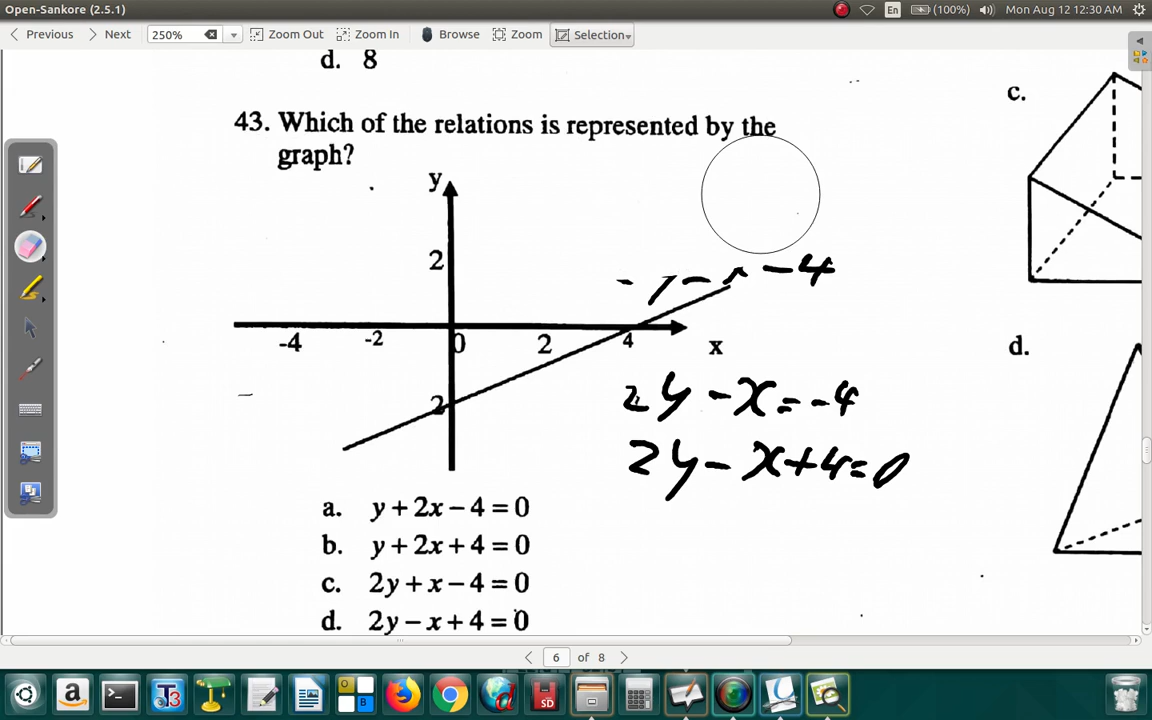 Open-Sankore (2.5.1)
En
(100%)
Mon Aug 12 12:30 AM
Previous
Next
250%
Zoom Out
Zoom In
Browse
Zoom
Selection
d. 8
43. Which of the relations is represented by the
graph?
c.
y
2
-4
-4 -2 0 2 4
x
d.
2
2y - x = -4
2y - x + 4 = 0
a. y + 2x − 4 = 0
b. y + 2x + 4 = 0
c. 2y + x − 4 = 0
d. 2y − x + 4 = 0
6 of 8
a
T3
SD